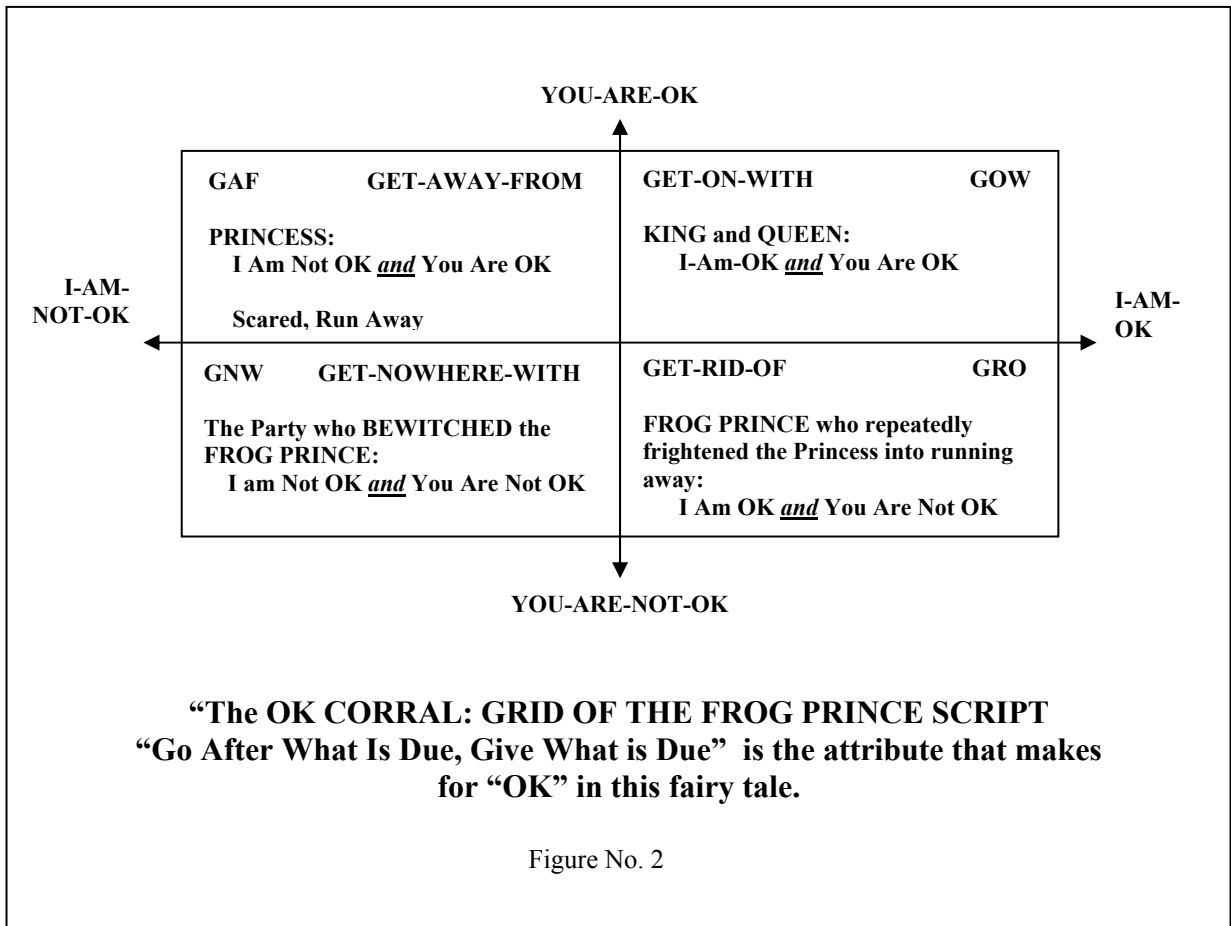 YOU-ARE-OK
GAF GET-AWAY-FROM
PRINCESS:
I Am Not OK and You Are OK
Scared, Run Away
GET-ON-WITH GOW
KING and QUEEN:
I-Am-OK and You Are OK
I-AM-
NOT-OK
I-AM-
OK
GNW GET-NOWHERE-WITH
The Party who BEWITCHED the
FROG PRINCE:
I am Not OK and You Are Not OK
GET-RID-OF GRO
FROG PRINCE who repeatedly
frightened the Princess into running
away:
I Am OK and You Are Not OK
YOU-ARE-NOT-OK
“The OK CORRAL: GRID OF THE FROG PRINCE SCRIPT
“Go After What Is Due, Give What is Due” is the attribute that makes
for “OK” in this fairy tale.
Figure No. 2